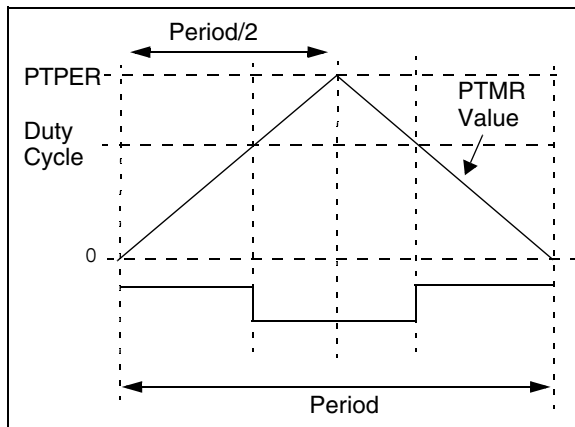 Period/2
PTPER
PTMR
Value
Duty
Cycle
0
Period